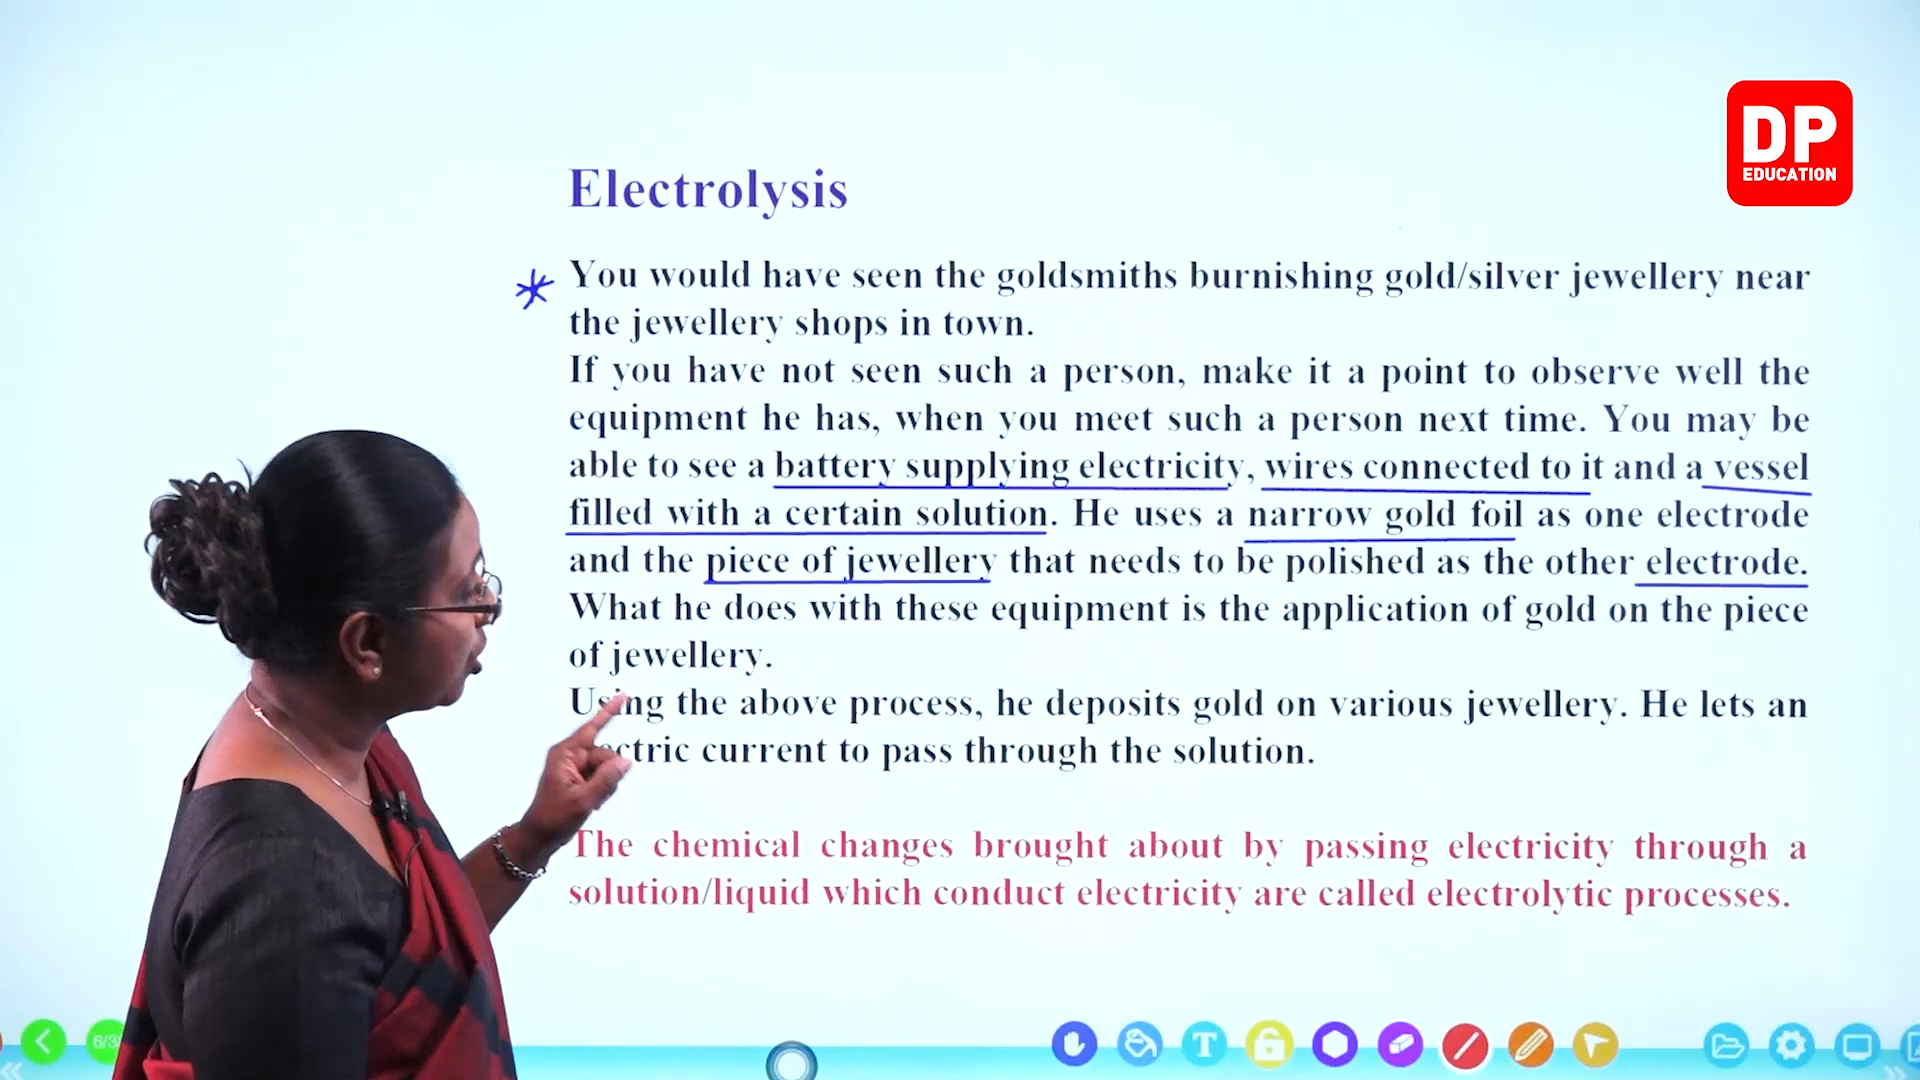 DP
EDUCATION
Electrolysis
You would have seen the goldsmiths burnishing gold/silver jewellery near
the jewellery shops in town.
If you have not seen such a person, make it a point to observe well the
equipment he has, when you meet such a person next time. You may be
able to see a battery supplying electricity, wires connected to it and a vessel
filled with a certain solution. He uses a narrow gold foil as one electrode
and the piece of jewellery that needs to be polished as the other electrode.
What he does with these equipment is the application of gold on the piece
of jewellery.
Using the above process, he deposits gold on various jewellery. He lets an
ectric current to pass through the solution.
The chemical changes brought about by passing electricity through a
solution/liquid which conduct electricity are called electrolytic processes.
T